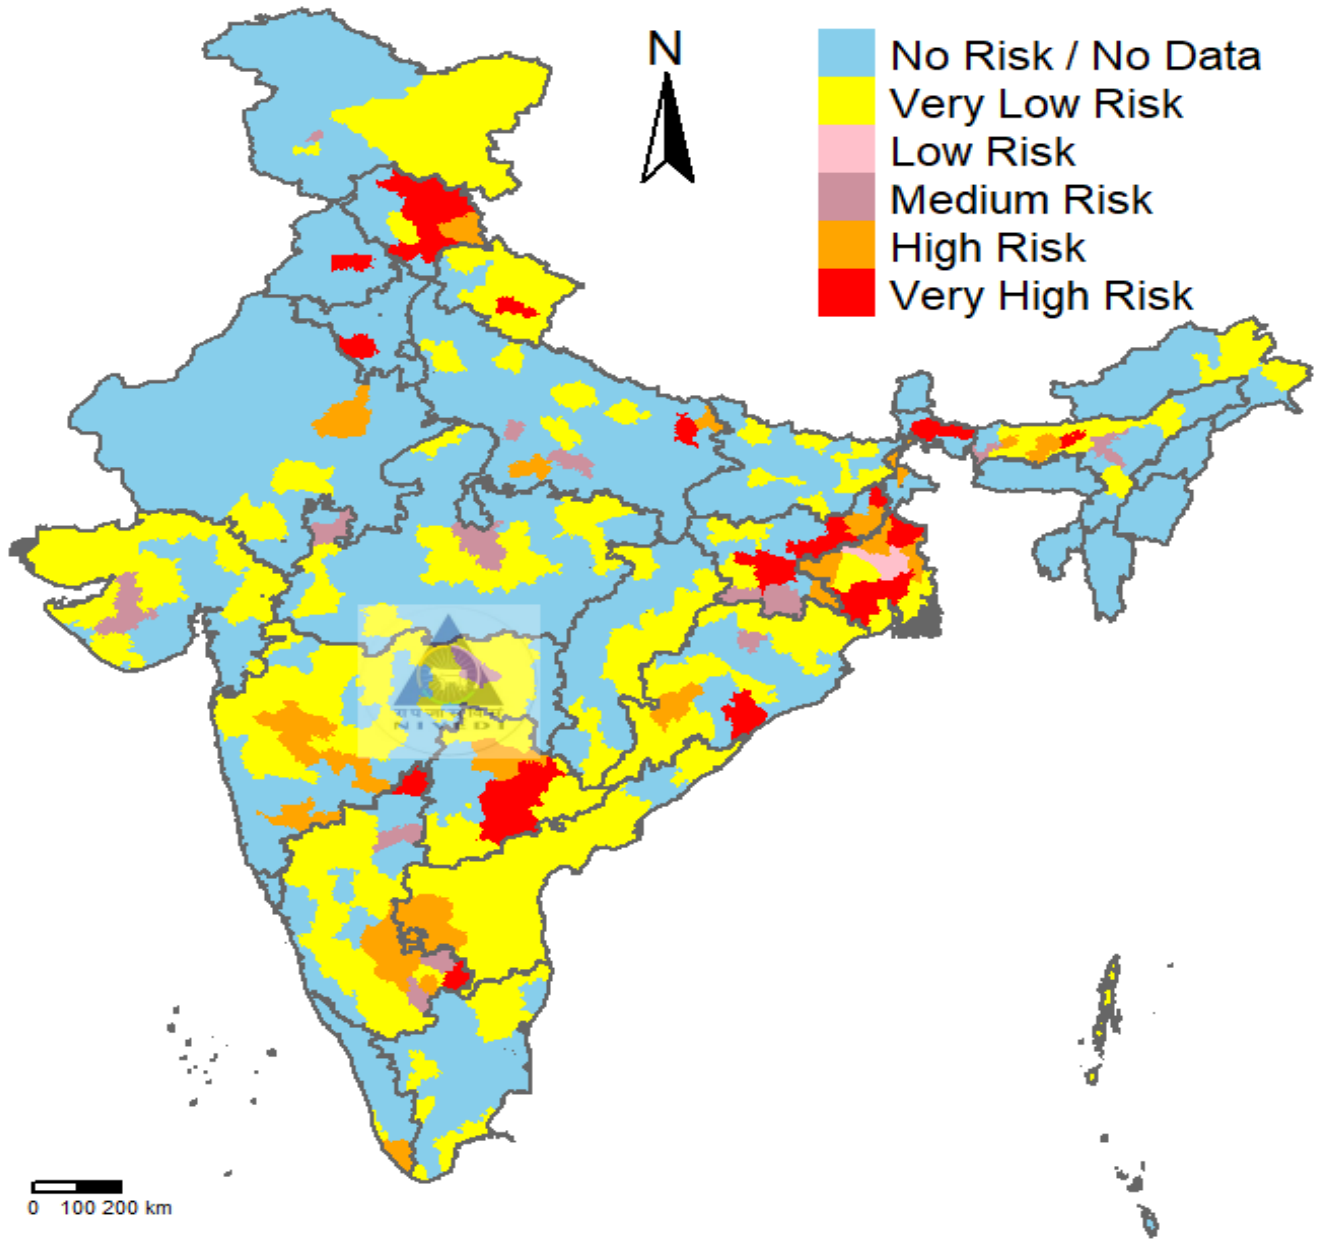 N
No Risk / No Data
Very Low Risk
Low Risk
Medium Risk
High Risk
Very High Risk
NIVEDI
0 100 200 km